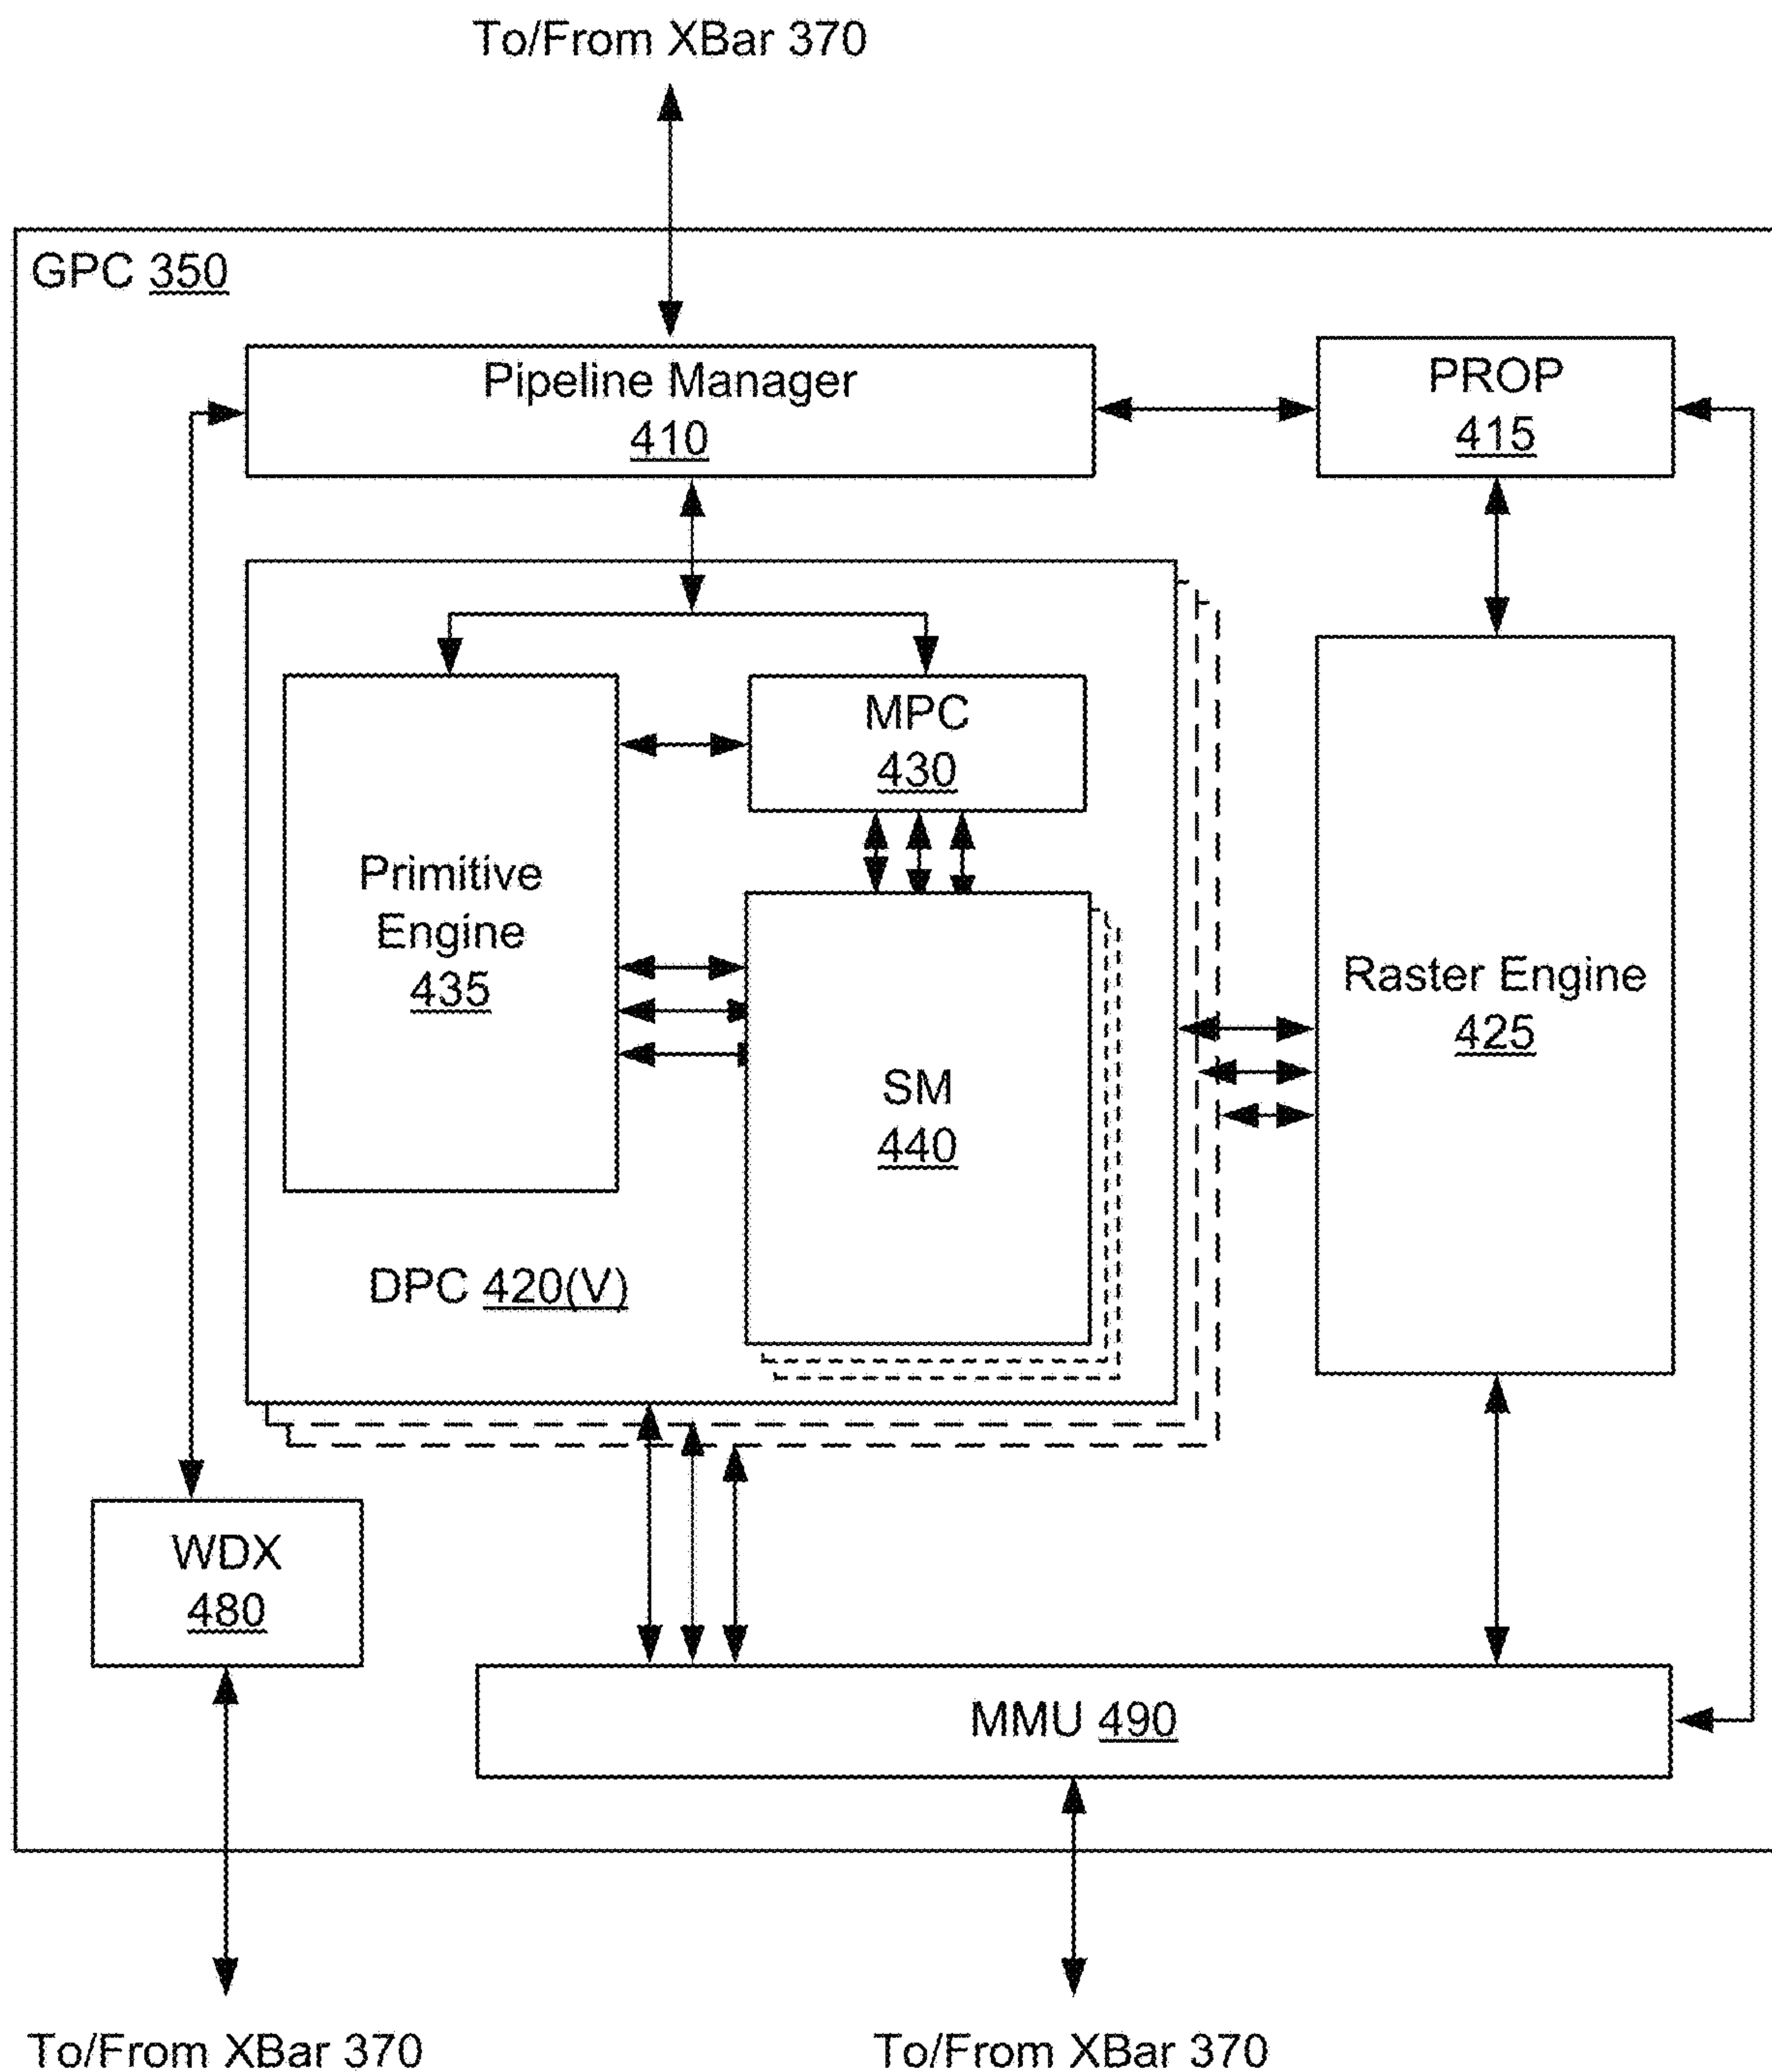 To/From XBar 370
GPC 350
Pipeline Manager
410
PROP
415
MPC
430
Primitive
Engine
435
Raster Engine
425
SM
440
DPC 420(V)
WDX
480
MMU 490
To/From XBar 370
To/From XBar 370